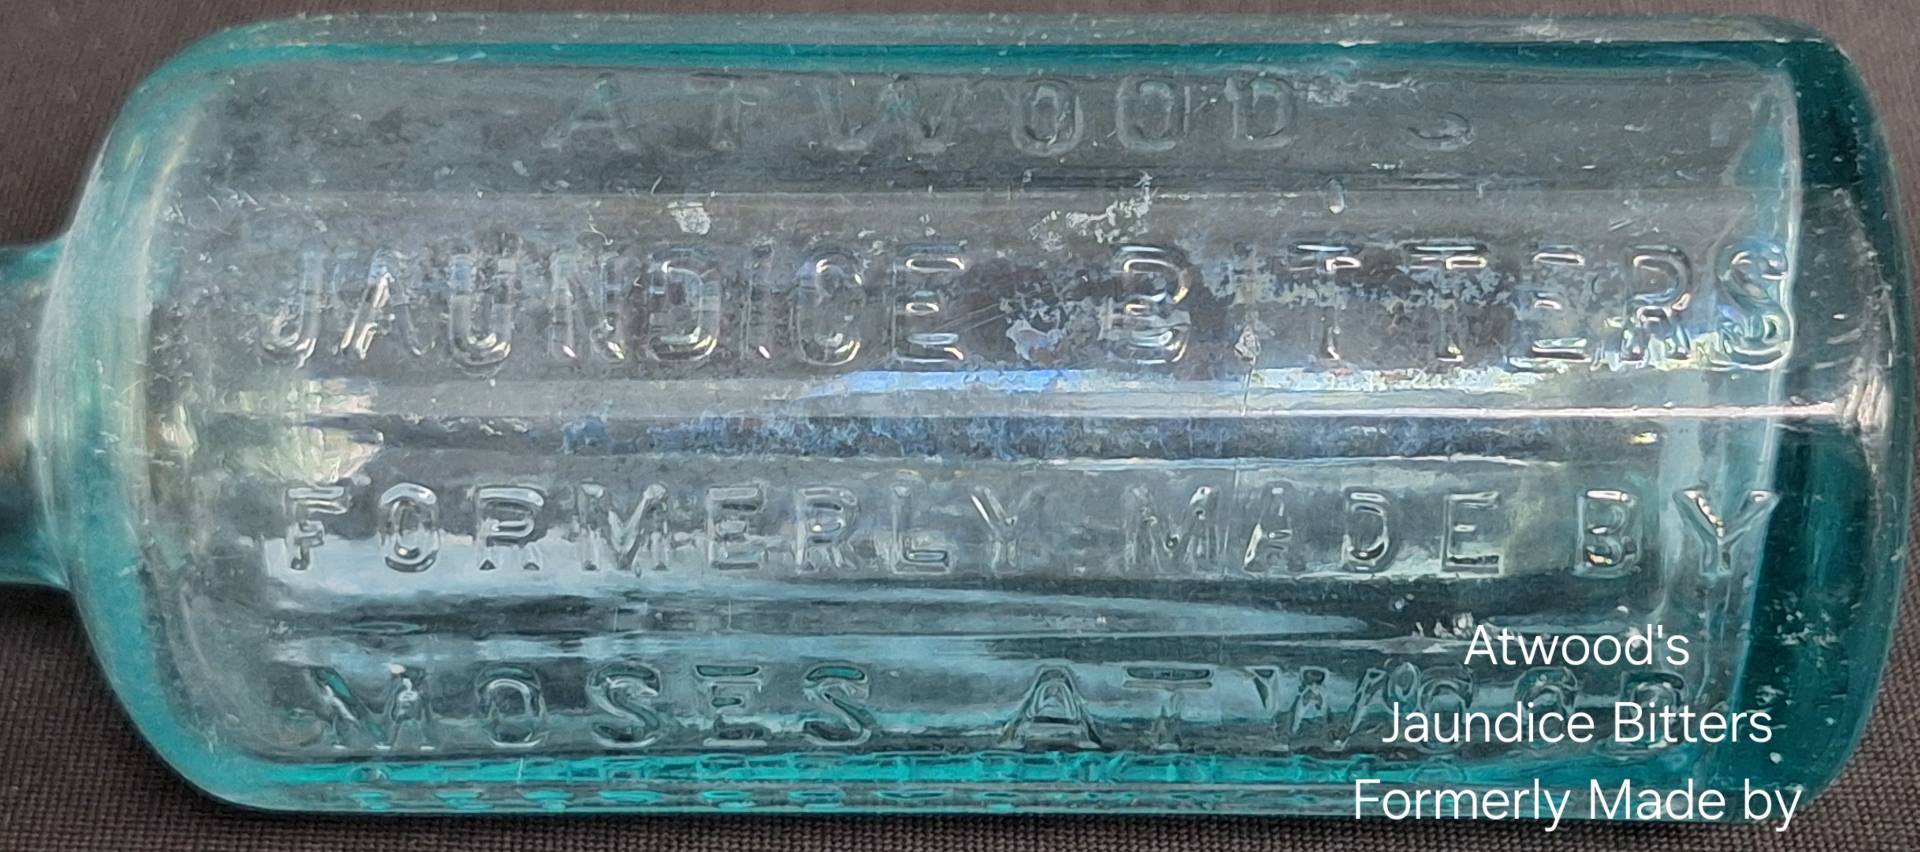 ATWOOD'S
JAUNDICE BITTERS
FORMERLY MADE BY
MOSES ATWOOD
Atwood's
Jaundice Bitters
Formerly Made by